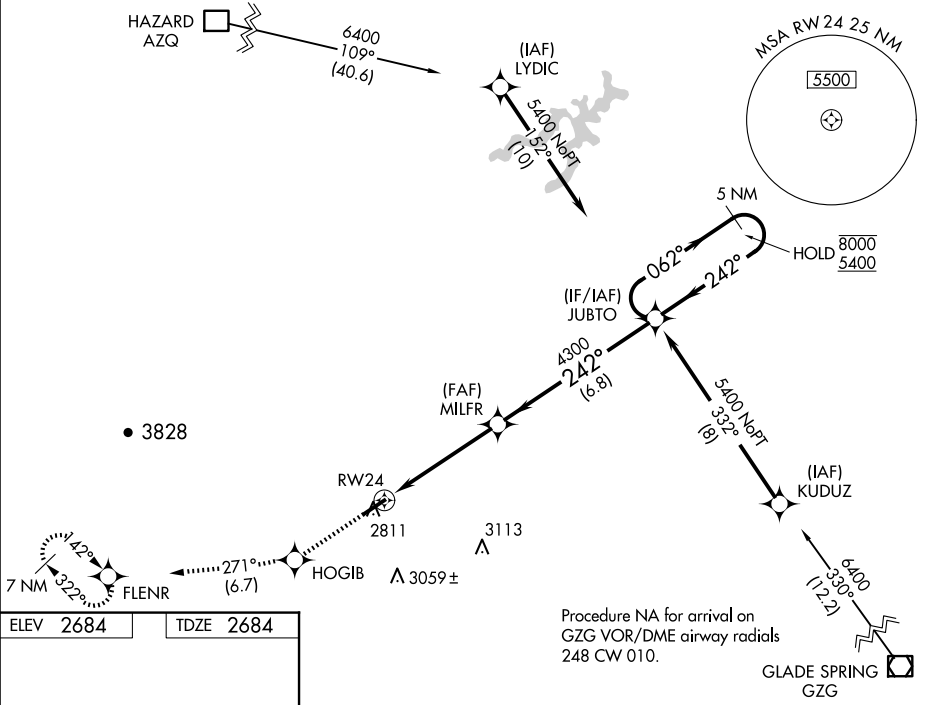 HAZARD
AZQ
6400
109°
(40.6)
(IAF)
LYDIC
5400 NoPT
152°
(10)
MSA RW 24 25 NM
5500
5 NM
HOLD 8000
5400
062°
242°
(IF/IAF)
JUBTO
4300
242°
(6.8)
(FAF)
MILFR
5400 NoPT
332°
(8)
3828
RW24
2811
3113
(IAF)
KUDUZ
142°
322°
7 NM
FLENR
271°
(6.7)
HOGIB
3059±
6400
330°
(12.2)
ELEV 2684
TDZE 2684
Procedure NA for arrival on
GZG VOR/DME airway radials
248 CW 010.
GLADE SPRING
GZG